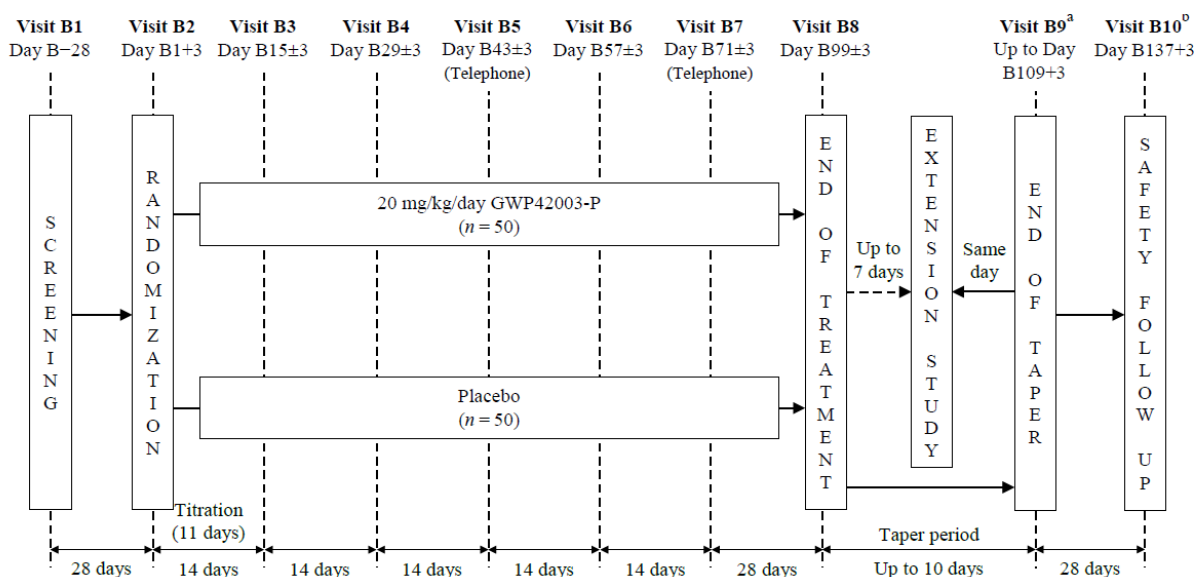 Visit B1
Day B−28
Visit B2
Day B1+3
Visit B3
Day B15±3
Visit B4
Day B29±3
Visit B5
Day B43±3
(Telephone)
Visit B6
Day B57±3
Visit B7
Day B71±3
(Telephone)
Visit B8
Day B99±3
Visit B9ᵃ
Up to Day
B109+3
Visit B10ᵇ
Day B137+3
SCREENING
RANDOMIZATION
20 mg/kg/day GWP42003-P
(n = 50)
Placebo
(n = 50)
END OF TREATMENT
Up to
7 days
EXTENSION STUDY
Same
day
END OF TAPER
SAFETY FOLLOW UP
Titration
(11 days)
Taper period
28 days
14 days
14 days
14 days
14 days
14 days
28 days
Up to 10 days
28 days